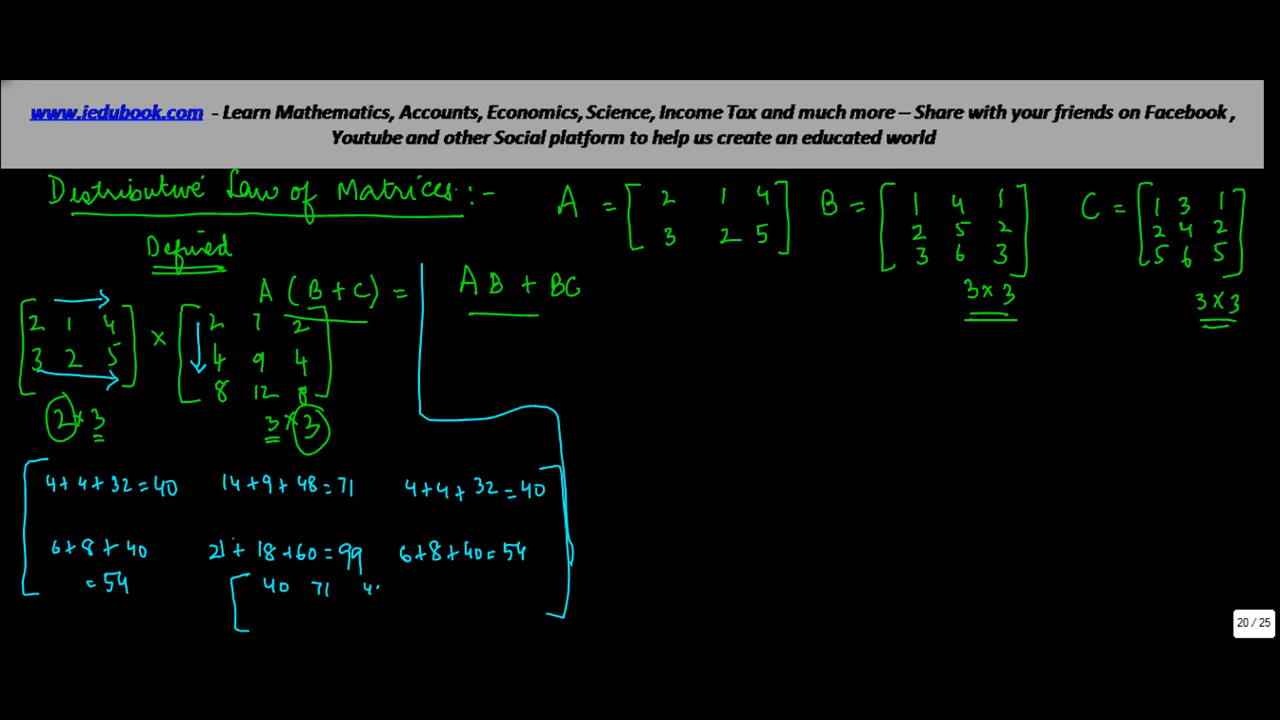 www.iedubook.com - Learn Mathematics, Accounts, Economics, Science, Income Tax and much more – Share with your friends on Facebook ,
Youtube and other Social platform to help us create an educated world
Distributive Law of Matrices :-
Defined
A = [ 2 1 4
3 2 5 ]
B = [ 1 4 1
2 5 2
3 6 3 ]
3 × 3
C = [ 1 3 1
2 4 2
5 6 5 ]
3 × 3
A ( B + C ) = AB + BC
[ 2 1 4
3 2 5 ]
2 × 3
×
[ 2 7 2
4 9 4
8 12 8 ]
3 × 3
[ 4 + 4 + 32 = 40 14 + 9 + 48 = 71 4 + 4 + 32 = 40
6 + 8 + 40 21 + 18 + 60 = 99 6 + 8 + 40 = 54 ]
= 54
[ 40 71 4
20 / 25